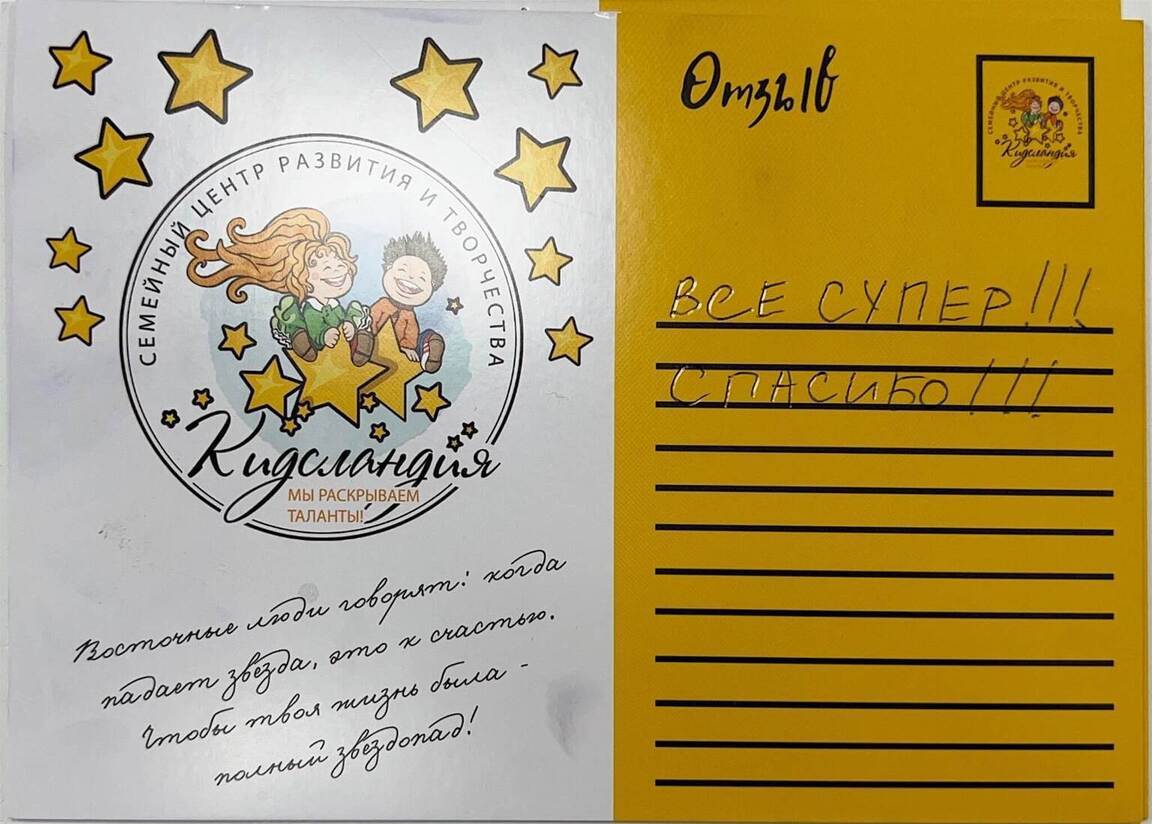 СЕМЕЙНЫЙ ЦЕНТР РАЗВИТИЯ И ТВОРЧЕСТВА
Кидсландия
МЫ РАСКРЫВАЕМ
ТАЛАНТЫ!
Восточные люди говорят: когда
падает звезда, это к счастью.
Чтобы твоя жизнь была -
полный звездопад!
Отзыв
СЕМЕЙНЫЙ ЦЕНТР РАЗВИТИЯ И ТВОРЧЕСТВА
Кидсландия
ВСЕ СУПЕР!!!
СПАСИБО!!!